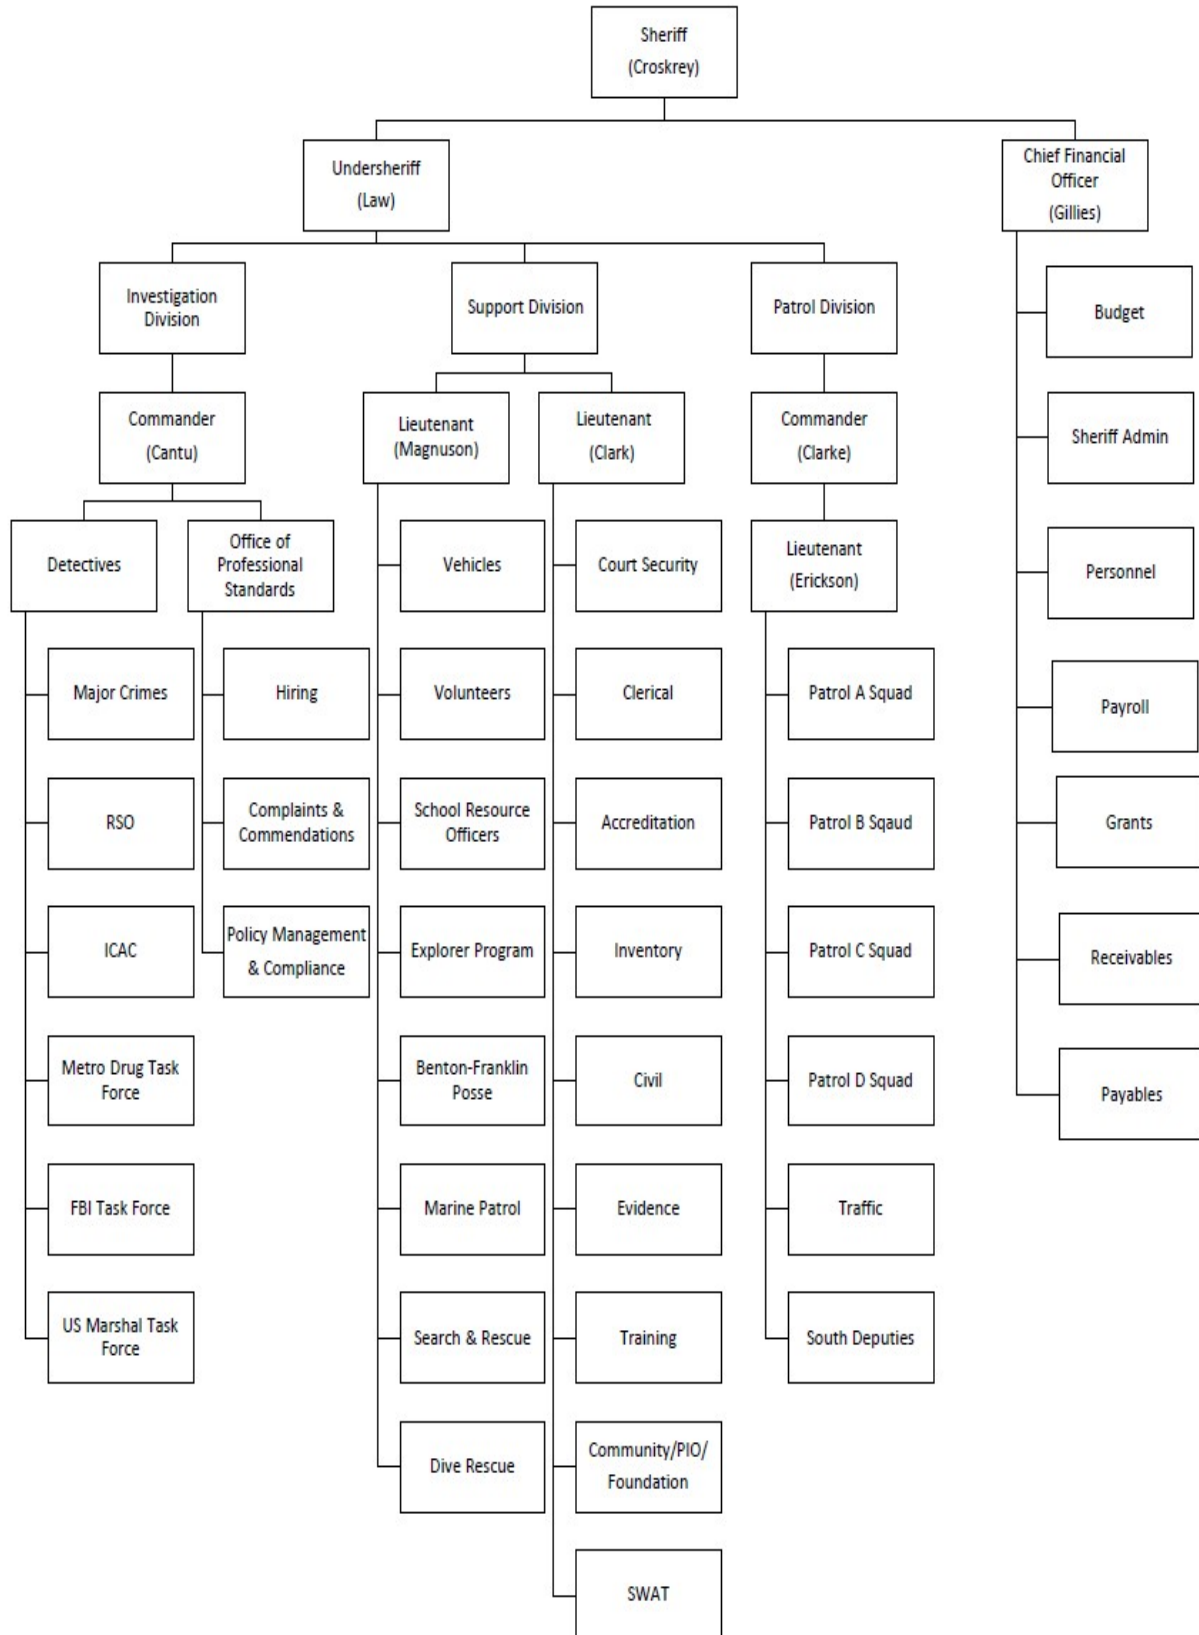 Sheriff
(Croskrey)
Undersheriff
(Law)
Chief Financial
Officer
(Gillies)
Investigation
Division
Support Division
Patrol Division
Budget
Commander
(Cantu)
Lieutenant
(Magnuson)
Lieutenant
(Clark)
Commander
(Clarke)
Sheriff Admin
Detectives
Office of
Professional
Standards
Vehicles
Court Security
Lieutenant
(Erickson)
Personnel
Major Crimes
Hiring
Volunteers
Clerical
Patrol A Squad
Payroll
RSO
Complaints &
Commendations
School Resource
Officers
Accreditation
Patrol B Sqaud
Grants
ICAC
Policy Management
& Compliance
Explorer Program
Inventory
Patrol C Squad
Receivables
Metro Drug Task
Force
Benton-Franklin
Posse
Civil
Patrol D Squad
Payables
FBI Task Force
Marine Patrol
Evidence
Traffic
US Marshal Task
Force
Search & Rescue
Training
South Deputies
Dive Rescue
Community/PIO/
Foundation
SWAT